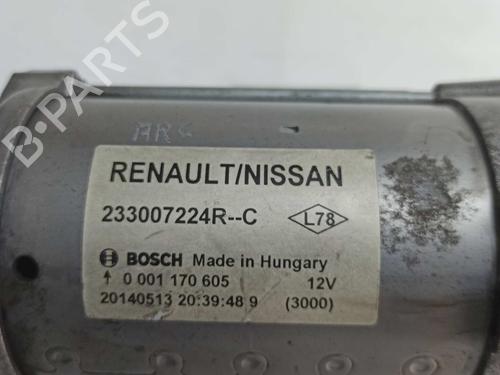 B-PARTS
ARG
RENAULT/NISSAN
233007224R--C L78
BOSCH Made in Hungary
↑ 0 001 170 605 12V
20140513 20:39:48 9 (3000)